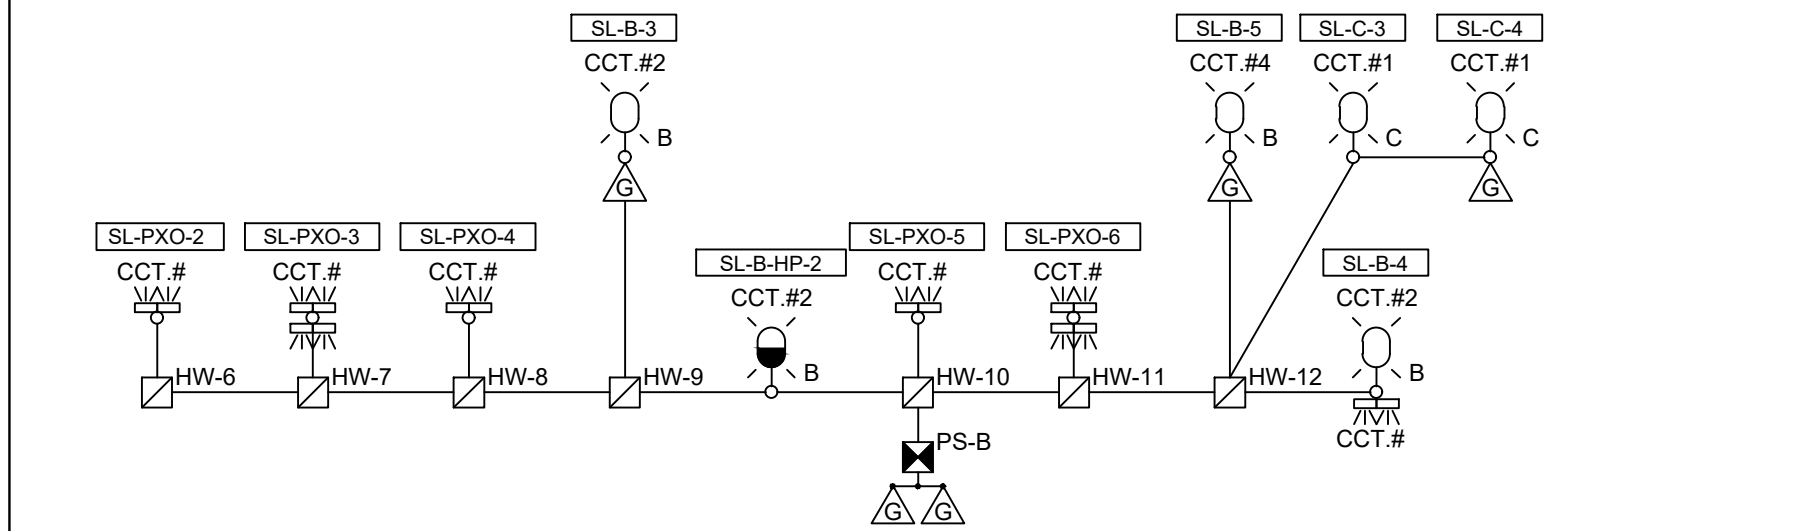 SL-B-3
CCT.#2
B
G
SL-B-5
CCT.#4
B
G
SL-C-3
CCT.#1
C
SL-C-4
CCT.#1
C
G
SL-PXO-2
CCT.#
SL-PXO-3
CCT.#
SL-PXO-4
CCT.#
SL-B-HP-2
CCT.#2
B
SL-PXO-5
CCT.#
SL-PXO-6
CCT.#
SL-B-4
CCT.#2
B
CCT.#
HW-6
HW-7
HW-8
HW-9
HW-10
HW-11
HW-12
PS-B
G
G